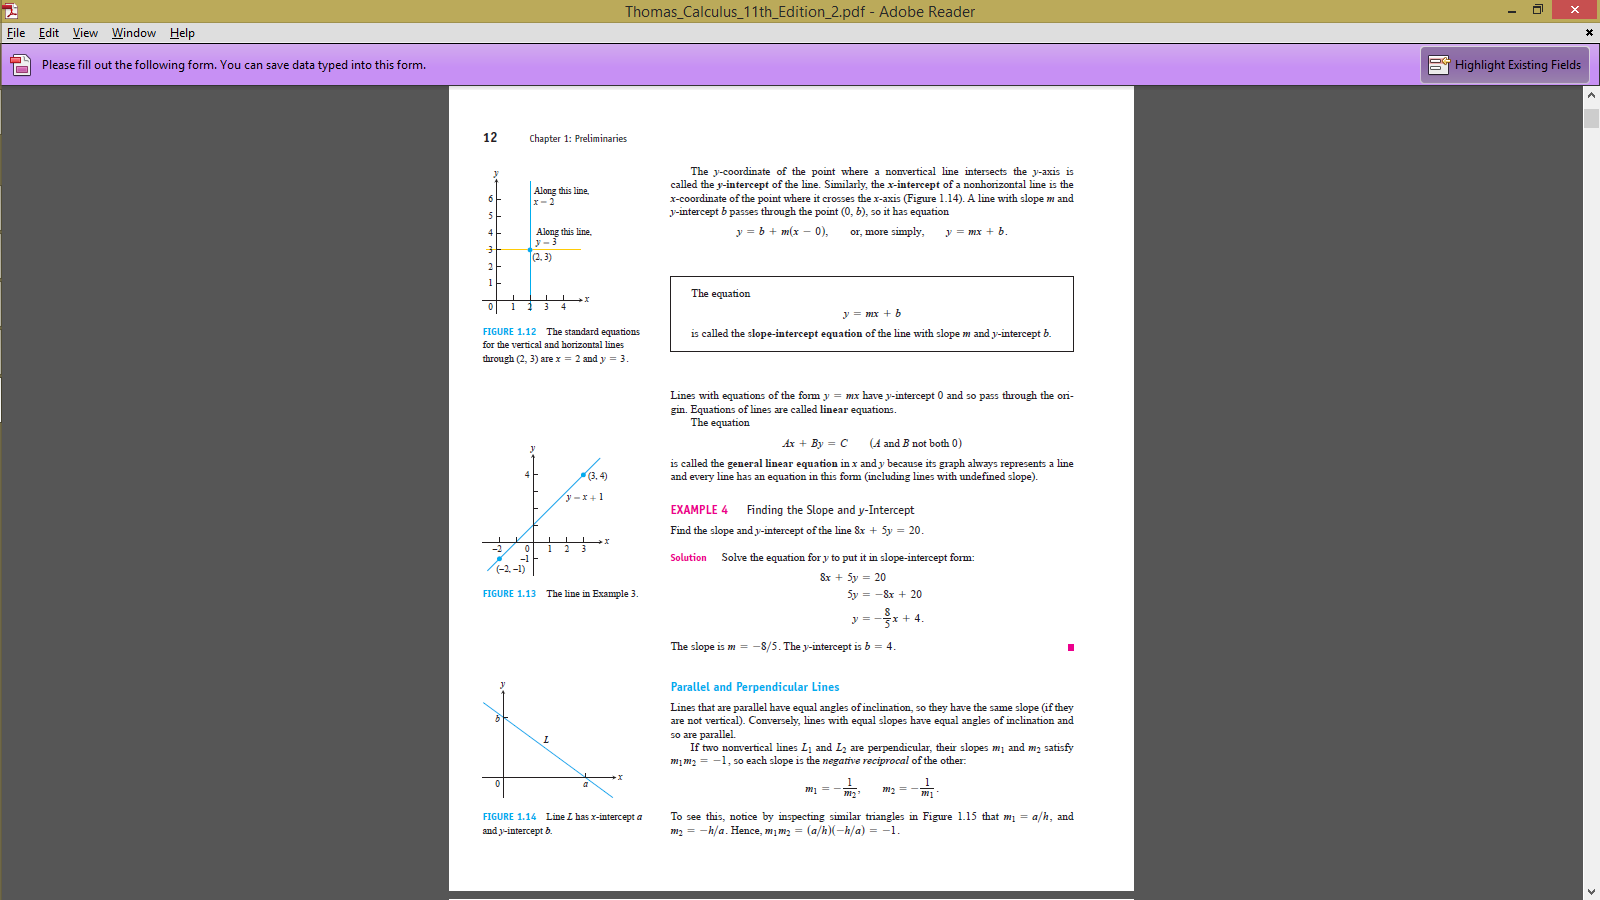 Thomas_Calculus_11th_Edition_2.pdf - Adobe Reader
File Edit View Window Help
Please fill out the following form. You can save data typed into this form.
Highlight Existing Fields
12 Chapter 1: Preliminaries
y
6
5
4
3
2
1
0 1 2 3 4 x
Along this line,
x = 2
Along this line,
y = 3
(2, 3)
FIGURE 1.12 The standard equations
for the vertical and horizontal lines
through (2, 3) are x = 2 and y = 3.
y
4
(3, 4)
y = x + 1
–2 0 1 2 3 x
–1
(–2, –1)
FIGURE 1.13 The line in Example 3.
y
b
L
0 a x
FIGURE 1.14 Line L has x-intercept a
and y-intercept b.
The y-coordinate of the point where a nonvertical line intersects the y-axis is
called the y-intercept of the line. Similarly, the x-intercept of a nonhorizontal line is the
x-coordinate of the point where it crosses the x-axis (Figure 1.14). A line with slope m and
y-intercept b passes through the point (0, b), so it has equation
y = b + m(x − 0), or, more simply, y = mx + b.
The equation
y = mx + b
is called the slope-intercept equation of the line with slope m and y-intercept b.
Lines with equations of the form y = mx have y-intercept 0 and so pass through the ori-
gin. Equations of lines are called linear equations.
The equation
Ax + By = C (A and B not both 0)
is called the general linear equation in x and y because its graph always represents a line
and every line has an equation in this form (including lines with undefined slope).
EXAMPLE 4 Finding the Slope and y-Intercept
Find the slope and y-intercept of the line 8x + 5y = 20.
Solution Solve the equation for y to put it in slope-intercept form:
8x + 5y = 20
5y = −8x + 20
y = −8/5x + 4.
The slope is m = −8/5. The y-intercept is b = 4.
Parallel and Perpendicular Lines
Lines that are parallel have equal angles of inclination, so they have the same slope (if they
are not vertical). Conversely, lines with equal slopes have equal angles of inclination and
so are parallel.
If two nonvertical lines L₁ and L₂ are perpendicular, their slopes m₁ and m₂ satisfy
m₁m₂ = −1, so each slope is the negative reciprocal of the other:
m₁ = −1/m₂, m₂ = −1/m₁.
To see this, notice by inspecting similar triangles in Figure 1.15 that m₁ = a/h, and
m₂ = −h/a. Hence, m₁m₂ = (a/h)(−h/a) = −1.